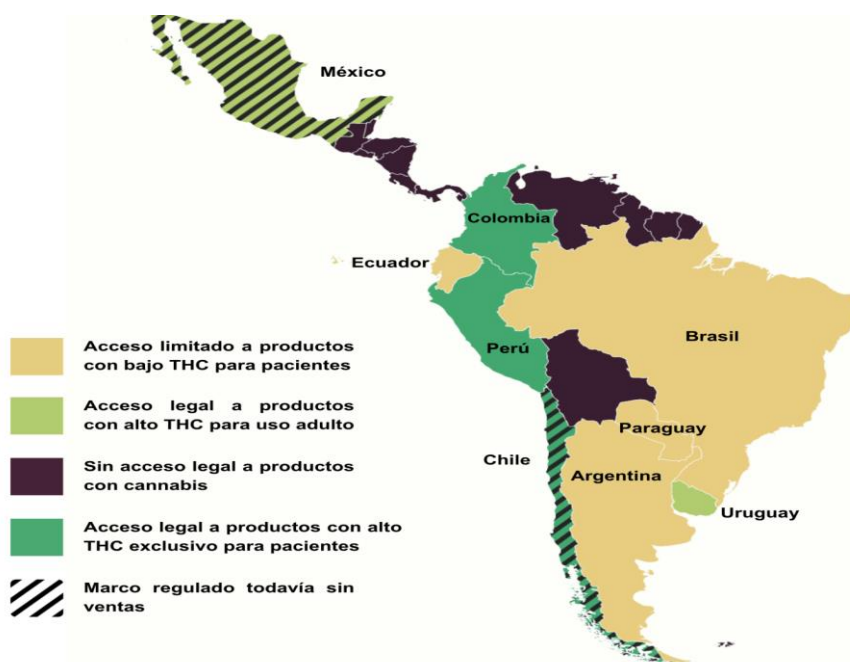 México
Colombia
Ecuador
Perú
Brasil
Paraguay
Chile
Argentina
Uruguay
Acceso limitado a productos
con bajo THC para pacientes
Acceso legal a productos
con alto THC para uso adulto
Sin acceso legal a productos
con cannabis
Acceso legal a productos con alto
THC exclusivo para pacientes
Marco regulado todavía sin
ventas